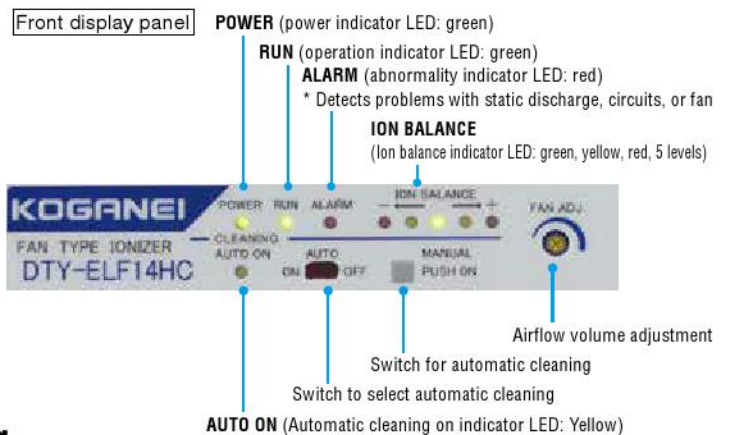 Front display panel
POWER (power indicator LED: green)
RUN (operation indicator LED: green)
ALARM (abnormality indicator LED: red)
* Detects problems with static discharge, circuits, or fan
ION BALANCE
(Ion balance indicator LED: green, yellow, red, 5 levels)
KOGANEI
POWER RUN ALARM
ION BALANCE
- +
FAN ADJ.
FAN TYPE IONIZER
DTY-ELF14HC
CLEANING
AUTO ON
AUTO
ON OFF
MANUAL
PUSH ON
Airflow volume adjustment
Switch for automatic cleaning
Switch to select automatic cleaning
AUTO ON (Automatic cleaning on indicator LED: Yellow)